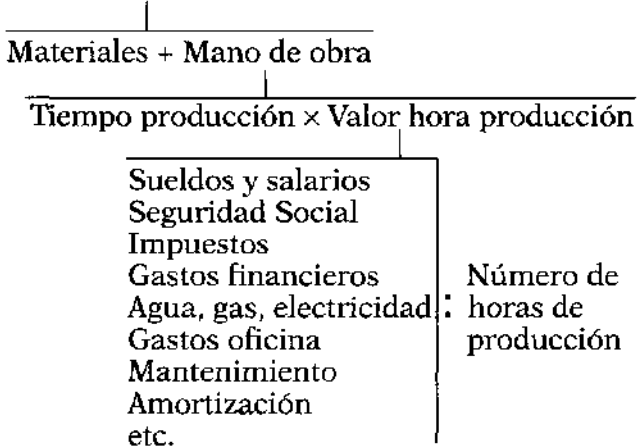 Materiales + Mano de obra
Tiempo producción × Valor hora producción
Sueldos y salarios
Seguridad Social
Impuestos
Gastos financieros
Agua, gas, electricidad
Gastos oficina
Mantenimiento
Amortización
etc.
:
Número de
horas de
producción